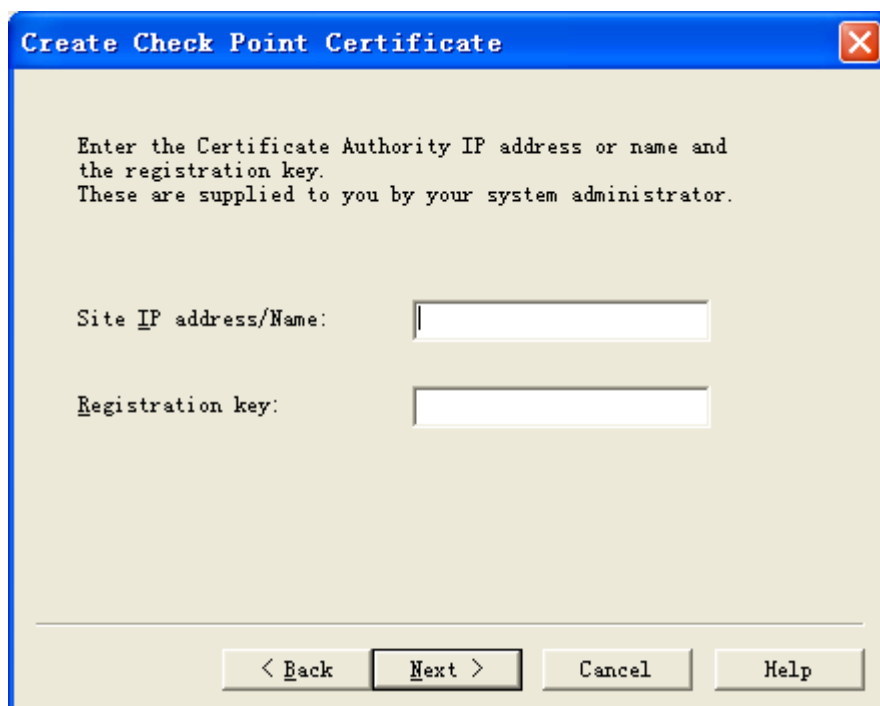 Create Check Point Certificate
Enter the Certificate Authority IP address or name and
the registration key.
These are supplied to you by your system administrator.
Site IP address/Name:
Registration key:
< Back
Next >
Cancel
Help